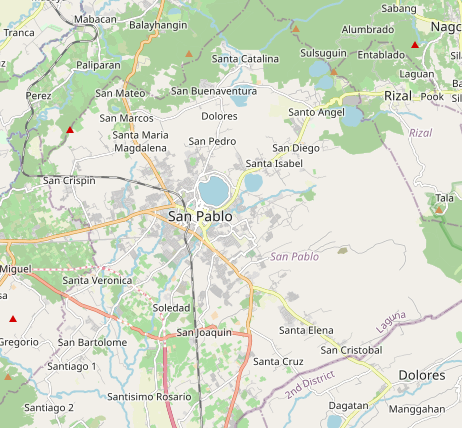 Mabacan
Sabang
Balayhangin
Tranca
Alumbrado
Nagc
Sulsuguin
Entablado
Sil
Santa Catalina
Paliparan
Laguan
Perez
San Mateo
San Buenaventura
Rizal
Pook
Si
San Marcos
Dolores
Santo Angel
Santa Maria
Rizal
San Pedro
Magdalena
San Diego
Santa Isabel
San Crispin
Tala
San Pablo
San Pablo
Miguel
Santa Veronica
sa
Soledad
Laguna
Gregorio
San Bartolome
San Joaquin
Santa Elena
San Cristobal
Santiago 1
Santa Cruz
Dolores
2nd District
Santisimo Rosario
Santiago 2
Dagatan
Manggahan